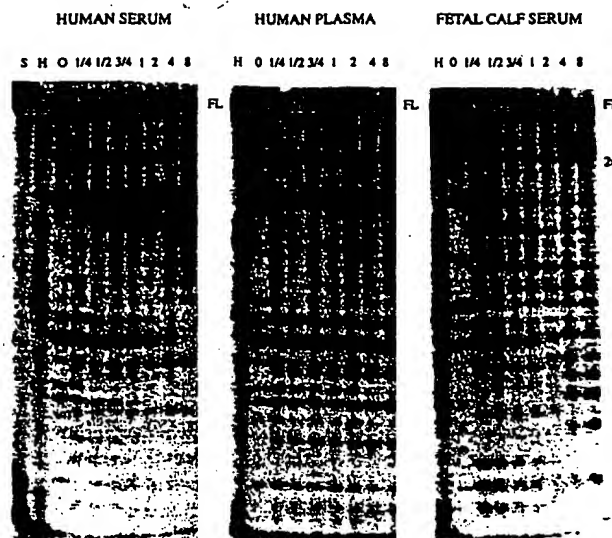 HUMAN SERUM HUMAN PLASMA FETAL CALF SERUM
S H O 1/4 1/2 3/4 1 2 4 8 H 0 1/4 1/2 3/4 1 2 4 8 H 0 1/4 1/2 3/4 1 2 4 8
FL FL F
2